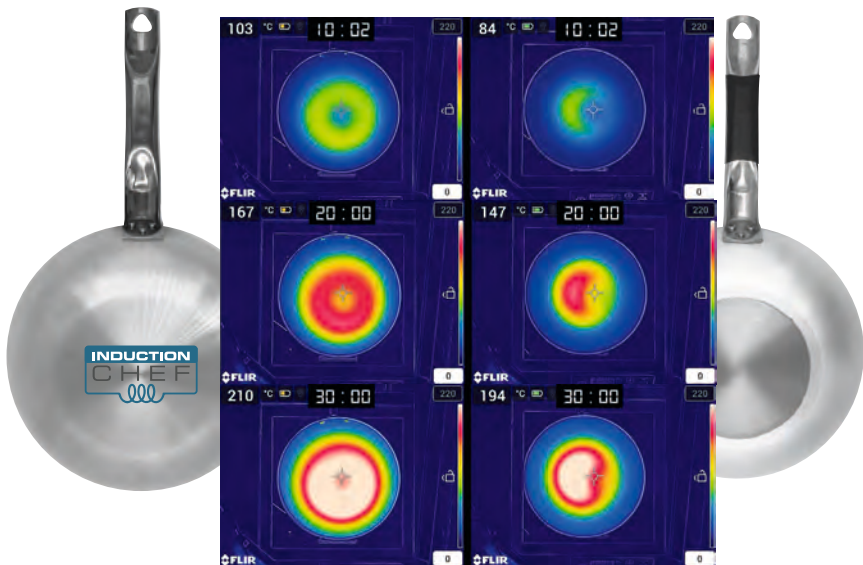 103 °C 10:02 220
84 °C 10:02 220
FLIR 0
FLIR 0
167 °C 20:00 220
147 °C 20:00 220
INDUCTION
CHEF
FLIR 0
FLIR 0
210 °C 30:00 220
194 °C 30:00 220
FLIR 0
FLIR 0